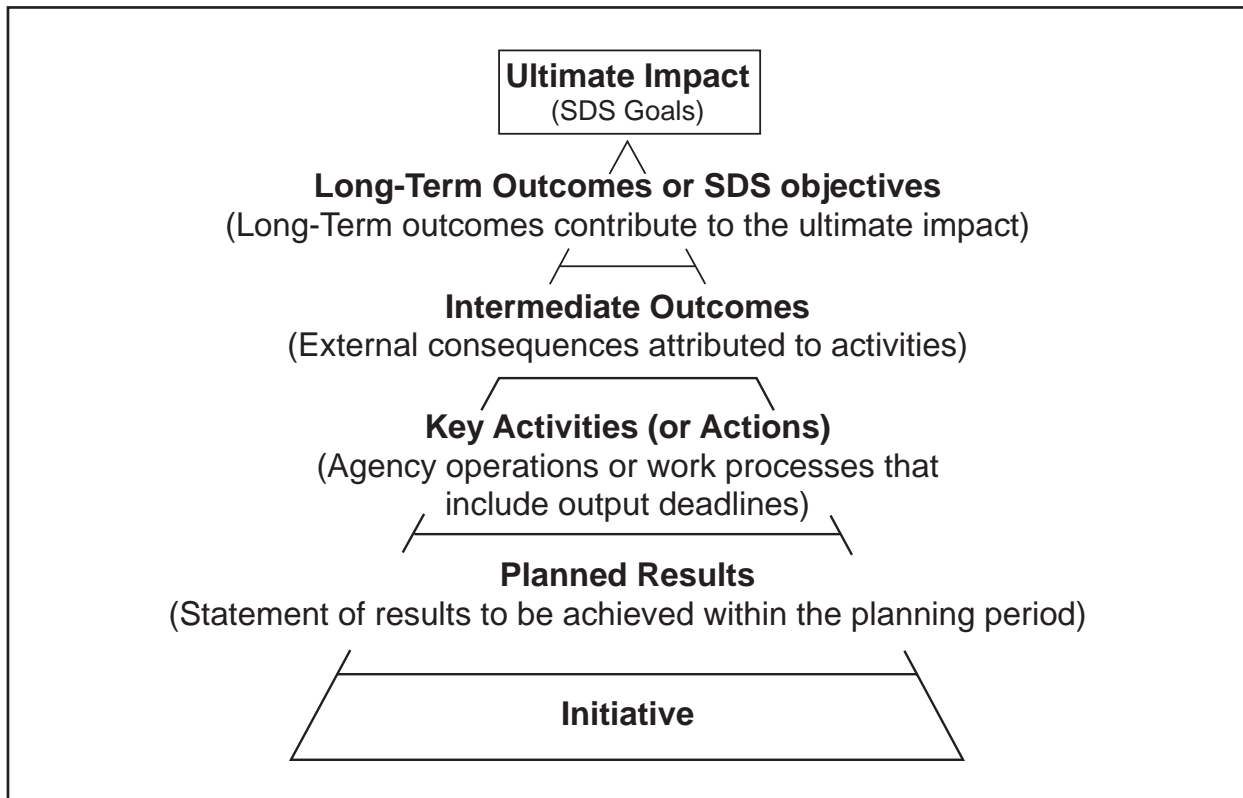 Ultimate Impact
(SDS Goals)
Long-Term Outcomes or SDS objectives
(Long-Term outcomes contribute to the ultimate impact)
Intermediate Outcomes
(External consequences attributed to activities)
Key Activities (or Actions)
(Agency operations or work processes that
include output deadlines)
Planned Results
(Statement of results to be achieved within the planning period)
Initiative